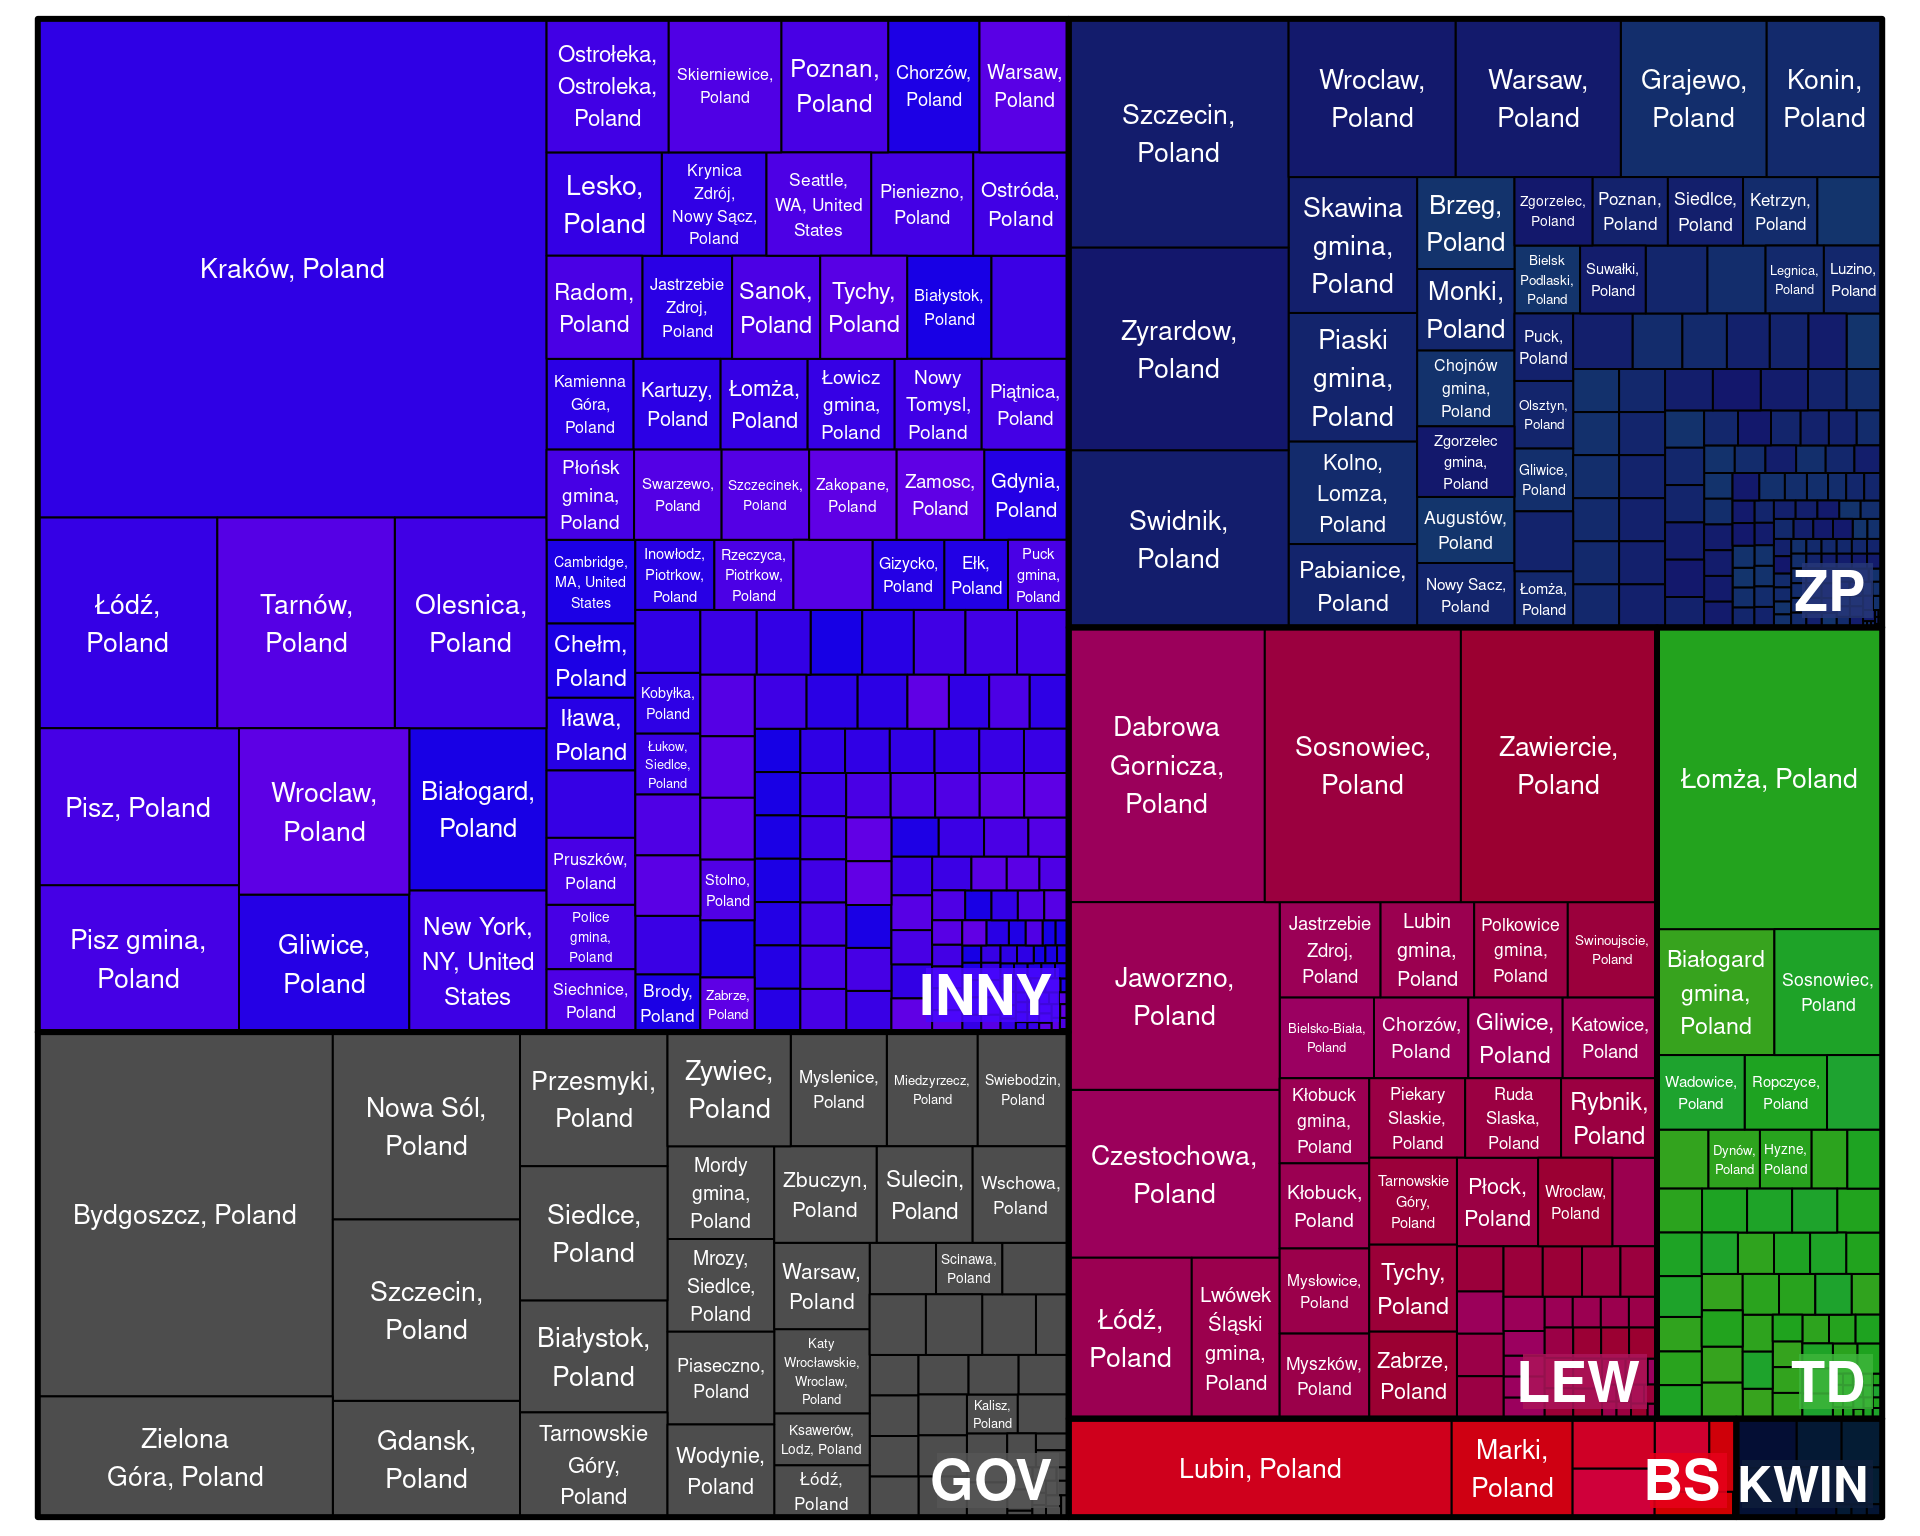 Kraków, Poland
Łódź,
Poland
Tarnów,
Poland
Olesnica,
Poland
Pisz, Poland
Wroclaw,
Poland
Białogard,
Poland
Pisz gmina,
Poland
Gliwice,
Poland
New York,
NY, United
States
Ostrołeka,
Ostroleka,
Poland
Skierniewice,
Poland
Poznan,
Poland
Chorzów,
Poland
Warsaw,
Poland
Lesko,
Poland
Krynica
Zdrój,
Nowy Sącz,
Poland
Seattle,
WA, United
States
Pieniezno,
Poland
Ostróda,
Poland
Radom,
Poland
Jastrzebie
Zdroj,
Poland
Sanok,
Poland
Tychy,
Poland
Białystok,
Poland
Kamienna
Góra,
Poland
Kartuzy,
Poland
Łomża,
Poland
Łowicz
gmina,
Poland
Nowy
Tomysl,
Poland
Piątnica,
Poland
Płońsk
gmina,
Poland
Swarzewo,
Poland
Szczecinek,
Poland
Zakopane,
Poland
Zamosc,
Poland
Gdynia,
Poland
Cambridge,
MA, United
States
Inowłodz,
Piotrkow,
Poland
Rzeczyca,
Piotrkow,
Poland
Gizycko,
Poland
Ełk,
Poland
Puck
gmina,
Poland
Chełm,
Poland
Iława,
Poland
Kobyłka,
Poland
Łukow,
Siedlce,
Poland
Pruszków,
Poland
Police
gmina,
Poland
Siechnice,
Poland
Stolno,
Poland
Brody,
Poland
Zabrze,
Poland
INNY
Szczecin,
Poland
Zyrardow,
Poland
Swidnik,
Poland
Wroclaw,
Poland
Warsaw,
Poland
Grajewo,
Poland
Konin,
Poland
Skawina
gmina,
Poland
Piaski
gmina,
Poland
Kolno,
Lomza,
Poland
Pabianice,
Poland
Brzeg,
Poland
Monki,
Poland
Chojnów
gmina,
Poland
Zgorzelec
gmina,
Poland
Augustów,
Poland
Nowy Sacz,
Poland
Zgorzelec,
Poland
Poznan,
Poland
Siedlce,
Poland
Ketrzyn,
Poland
Bielsk
Podlaski,
Poland
Suwałki,
Poland
Legnica,
Poland
Luzino,
Poland
Puck,
Poland
Olsztyn,
Poland
Gliwice,
Poland
Łomża,
Poland
ZP
Dabrowa
Gornicza,
Poland
Sosnowiec,
Poland
Zawiercie,
Poland
Jaworzno,
Poland
Czestochowa,
Poland
Łódź,
Poland
Lwówek
Śląski
gmina,
Poland
Jastrzebie
Zdroj,
Poland
Lubin
gmina,
Poland
Polkowice
gmina,
Poland
Swinoujscie,
Poland
Bielsko-Biała,
Poland
Chorzów,
Poland
Gliwice,
Poland
Katowice,
Poland
Kłobuck
gmina,
Poland
Piekary
Slaskie,
Poland
Ruda
Slaska,
Poland
Rybnik,
Poland
Kłobuck,
Poland
Tarnowskie
Góry,
Poland
Płock,
Poland
Wroclaw,
Poland
Mysłowice,
Poland
Tychy,
Poland
Myszków,
Poland
Zabrze,
Poland
LEW
Łomża, Poland
Białogard
gmina,
Poland
Sosnowiec,
Poland
Wadowice,
Poland
Ropczyce,
Poland
Dynów,
Poland
Hyzne,
Poland
TD
Bydgoszcz, Poland
Zielona
Góra, Poland
Nowa Sól,
Poland
Szczecin,
Poland
Gdansk,
Poland
Przesmyki,
Poland
Siedlce,
Poland
Białystok,
Poland
Tarnowskie
Góry,
Poland
Zywiec,
Poland
Myslenice,
Poland
Miedzyrzecz,
Poland
Swiebodzin,
Poland
Mordy
gmina,
Poland
Zbuczyn,
Poland
Sulecin,
Poland
Wschowa,
Poland
Mrozy,
Siedlce,
Poland
Warsaw,
Poland
Scinawa,
Poland
Piaseczno,
Poland
Katy
Wrocławskie,
Wroclaw,
Poland
Kalisz,
Poland
Wodynie,
Poland
Ksawerów,
Lodz, Poland
Łódź,
Poland
GOV
Lubin, Poland
Marki,
Poland
BS
KWIN